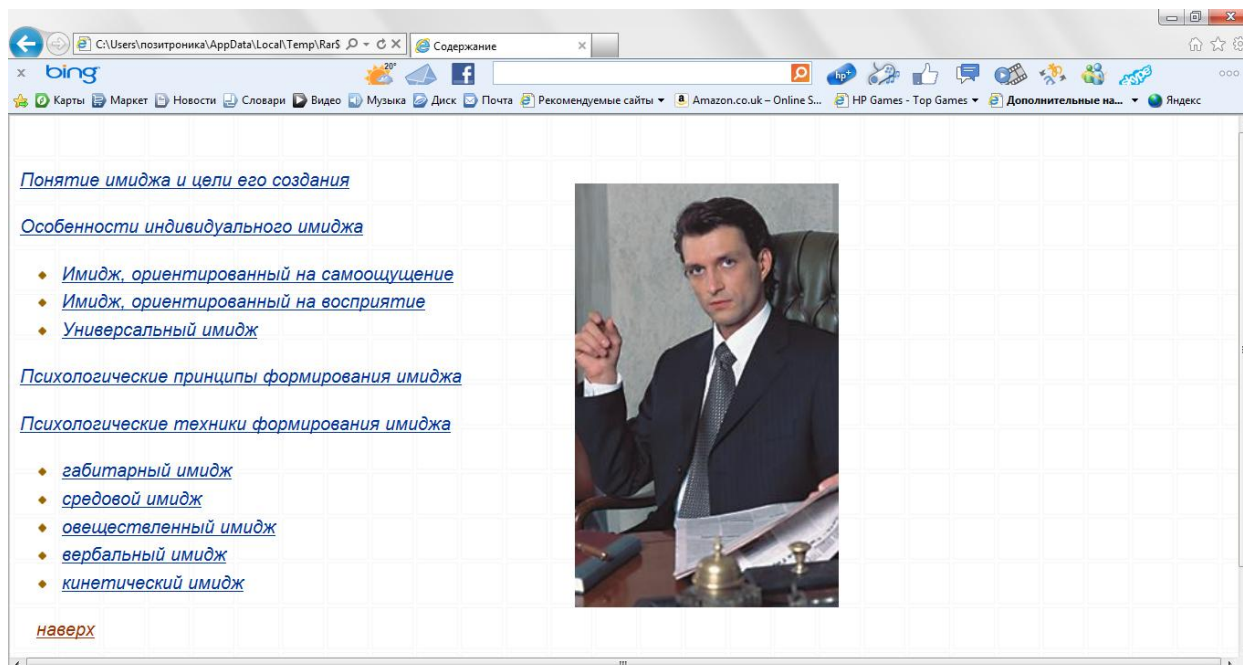 C:\Users\позитроника\AppData\Local\Temp\Rar$
Содержание
bing
20°
f
hp+
Карты Маркет Новости Словари Видео Музыка Диск Почта Рекомендуемые сайты Amazon.co.uk – Online S... HP Games - Top Games Дополнительные на... Яндекс
Понятие имиджа и цели его создания
Особенности индивидуального имиджа
Имидж, ориентированный на самоощущение
Имидж, ориентированный на восприятие
Универсальный имидж
Психологические принципы формирования имиджа
Психологические техники формирования имиджа
габитарный имидж
средовой имидж
овеществленный имидж
вербальный имидж
кинетический имидж
наверх